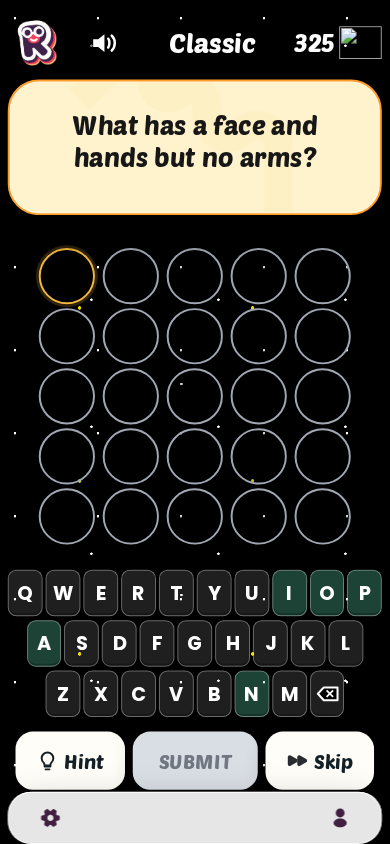 R
Classic
325
What has a face and
hands but no arms?
Q W E R T Y U I O P
A S D F G H J K L
Z X C V B N M
Hint
SUBMIT
Skip